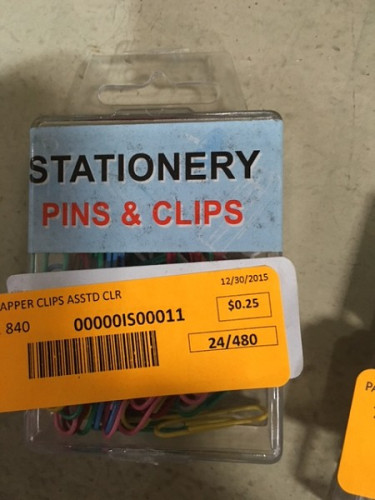 STATIONERY
PINS & CLIPS
APPER CLIPS ASSTD CLR
12/30/2015
840
00000IS00011
$0.25
24/480